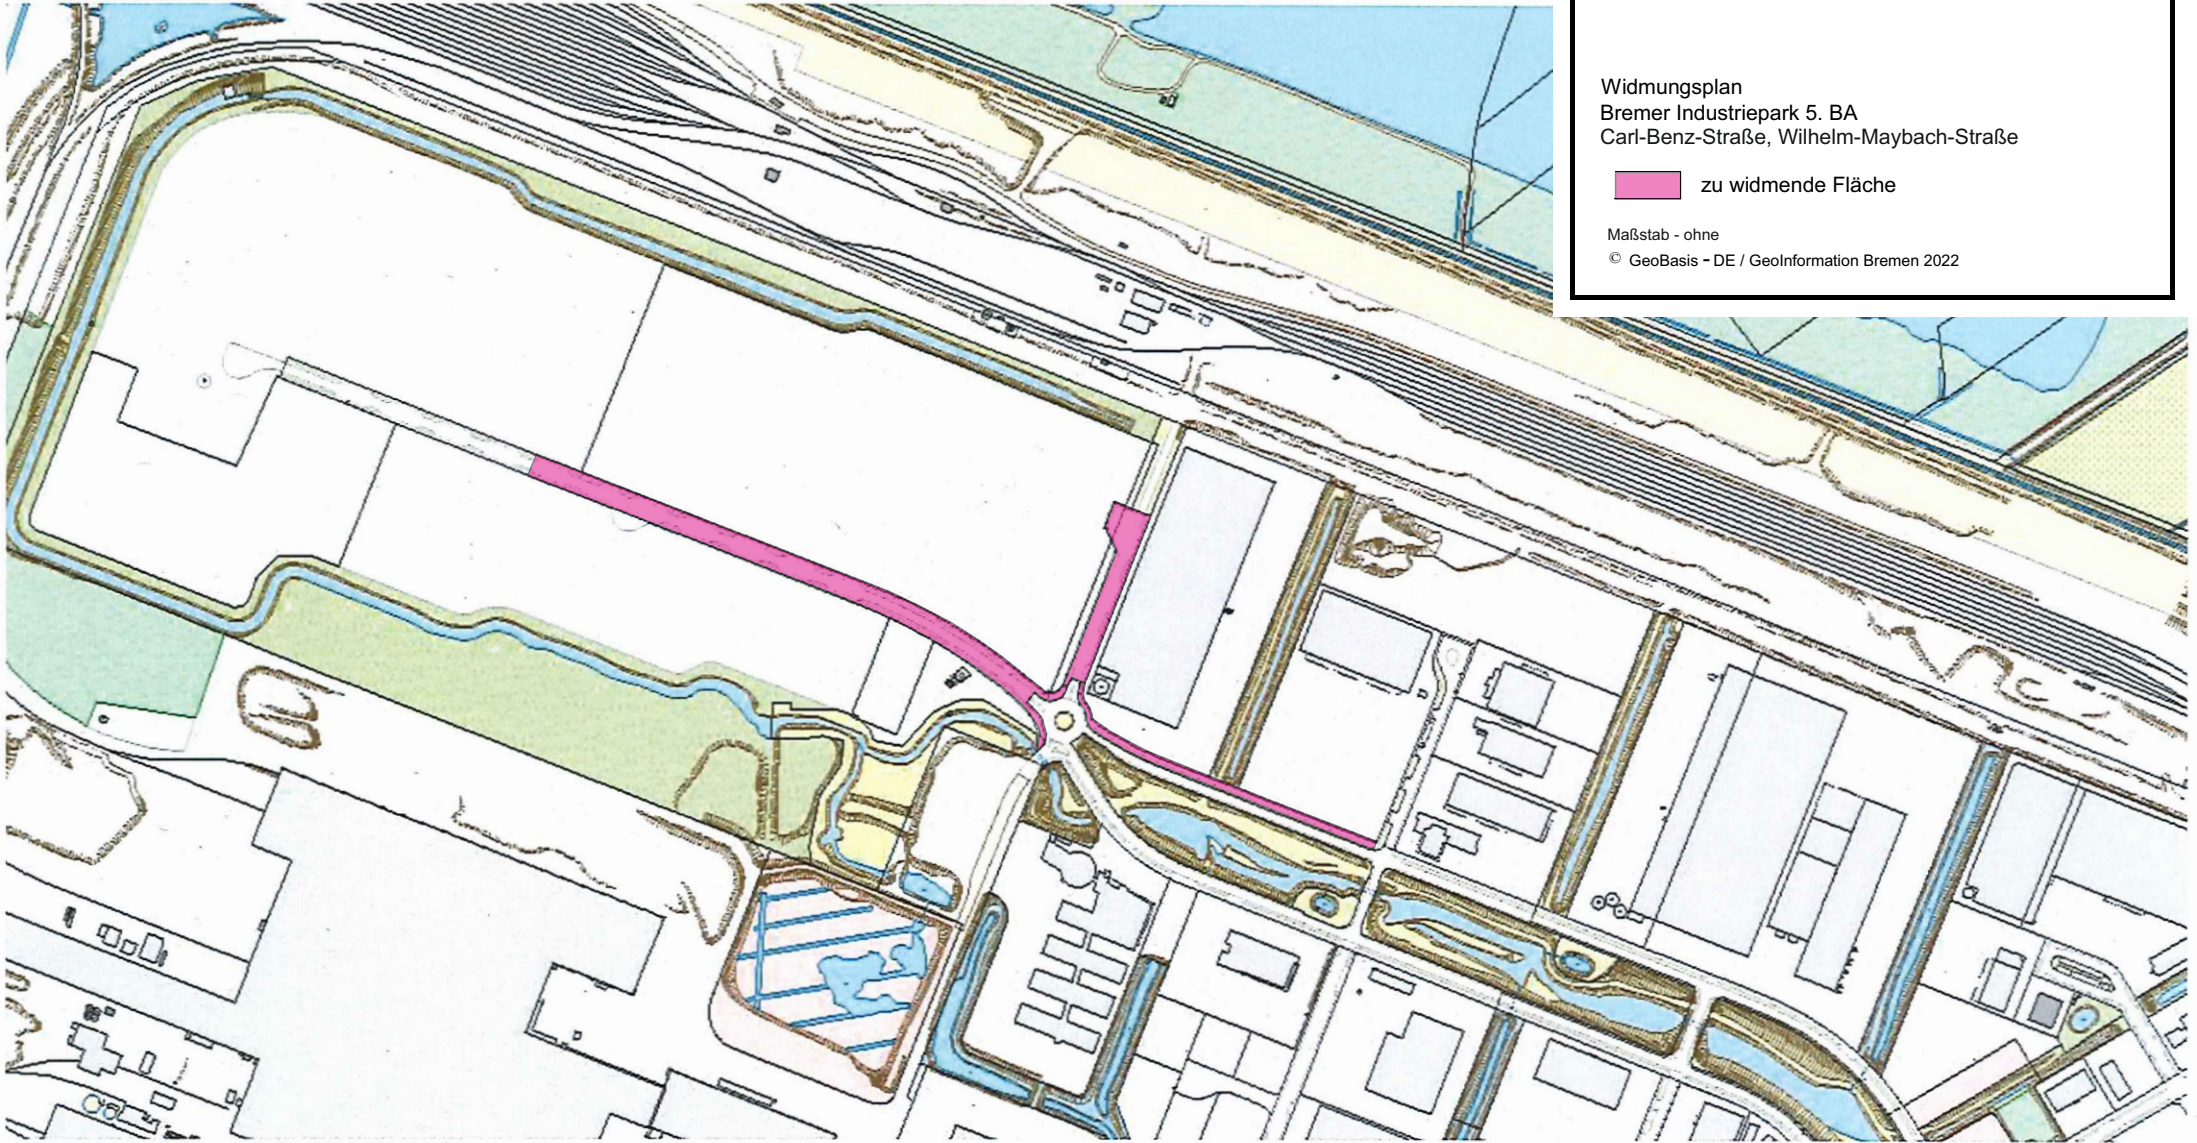 Widmungsplan
Bremer Industriepark 5. BA
Carl-Benz-Straße, Wilhelm-Maybach-Straße
zu widmende Fläche
Maßstab - ohne
© GeoBasis - DE / GeoInformation Bremen 2022